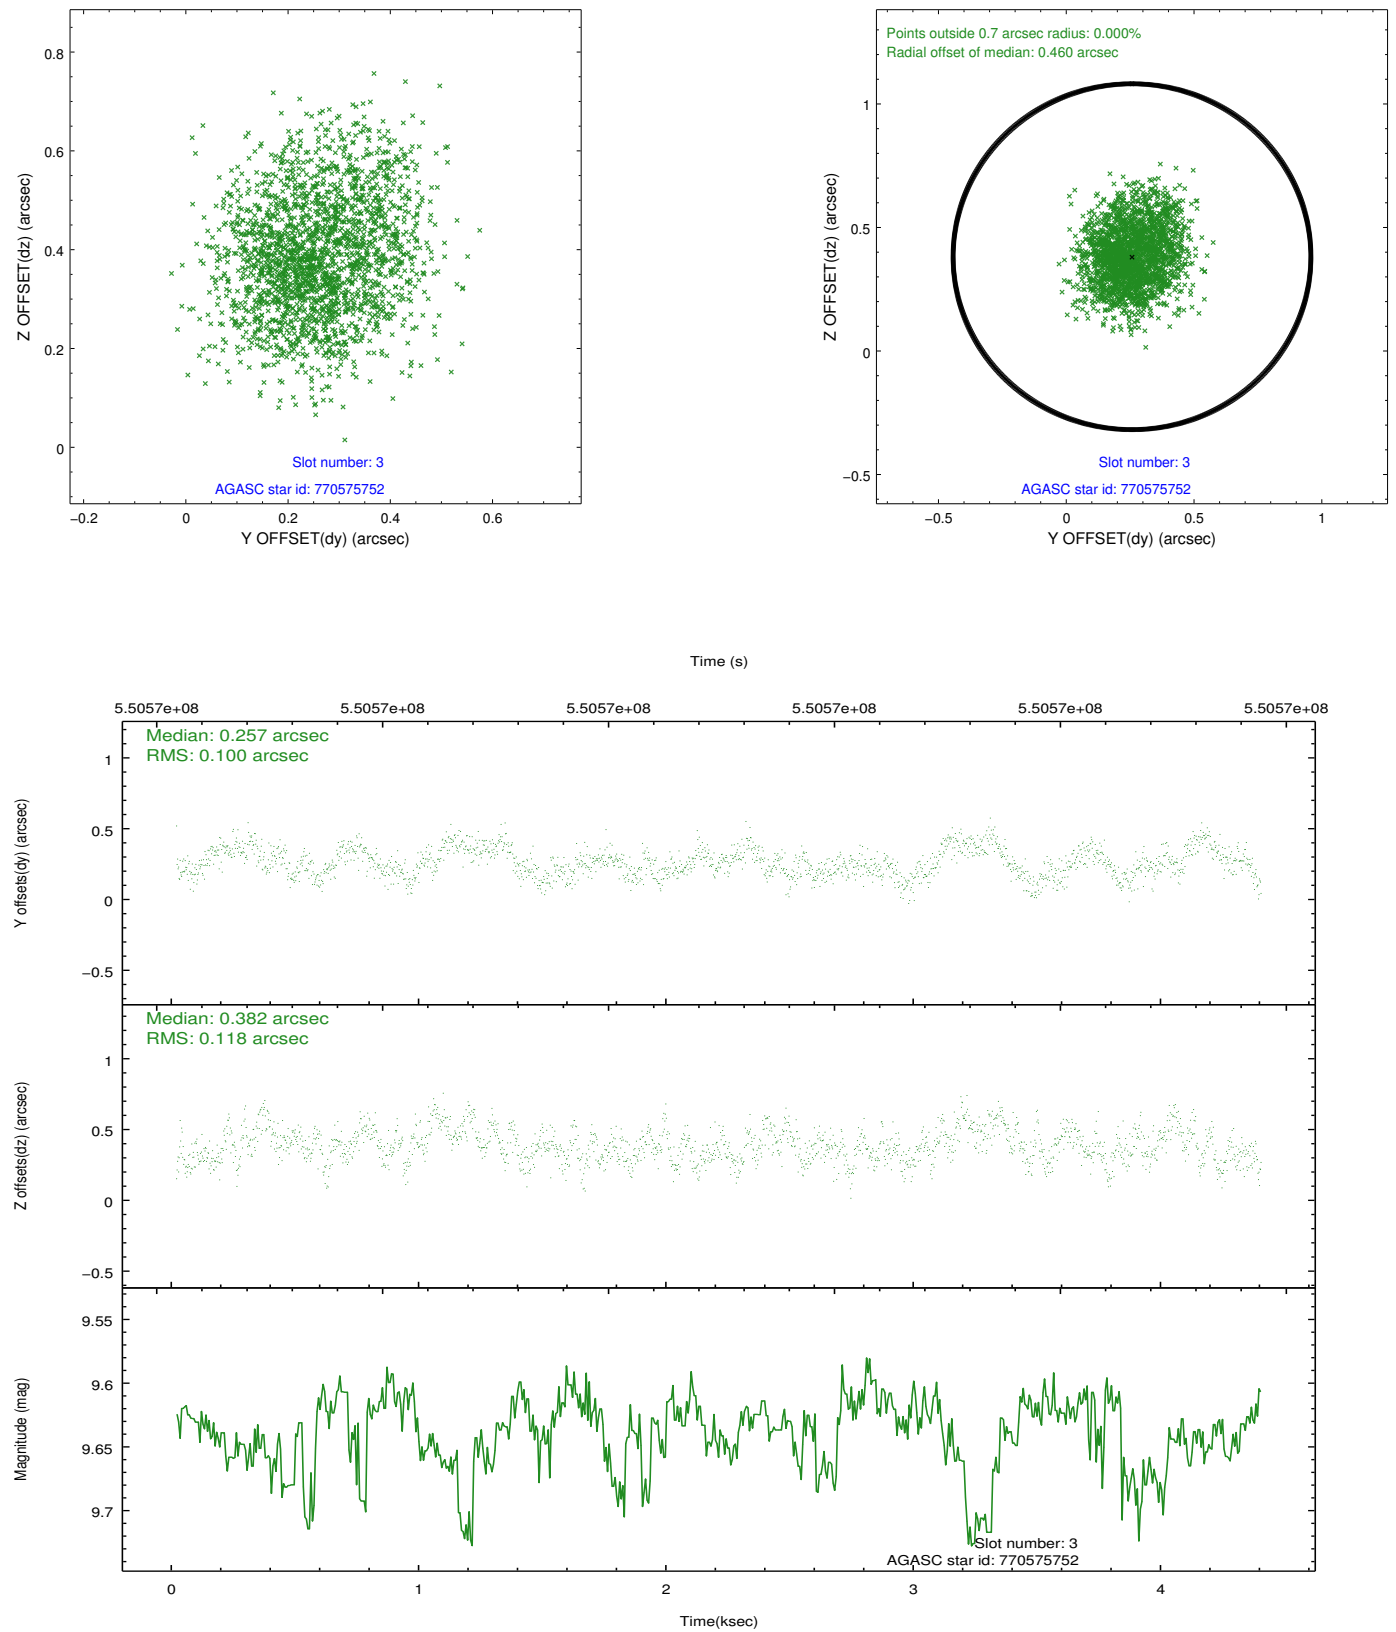 0.8
0.6
0.4
0.2
0
Z OFFSET(dz) (arcsec)
Slot number: 3
AGASC star id: 770575752
−0.2 0 0.2 0.4 0.6
Y OFFSET(dy) (arcsec)
Points outside 0.7 arcsec radius: 0.000%
Radial offset of median: 0.460 arcsec
1
0.5
0
−0.5
Z OFFSET(dz) (arcsec)
Slot number: 3
AGASC star id: 770575752
−0.5 0 0.5 1
Y OFFSET(dy) (arcsec)
Time (s)
5.5057e+08 5.5057e+08 5.5057e+08 5.5057e+08 5.5057e+08 5.5057e+08
Median: 0.257 arcsec
RMS: 0.100 arcsec
1
0.5
0
−0.5
Y offsets(dy) (arcsec)
Median: 0.382 arcsec
RMS: 0.118 arcsec
1
0.5
0
−0.5
Z offsets(dz) (arcsec)
9.55
9.6
9.65
9.7
Magnitude (mag)
Slot number: 3
AGASC star id: 770575752
0 1 2 3 4
Time(ksec)